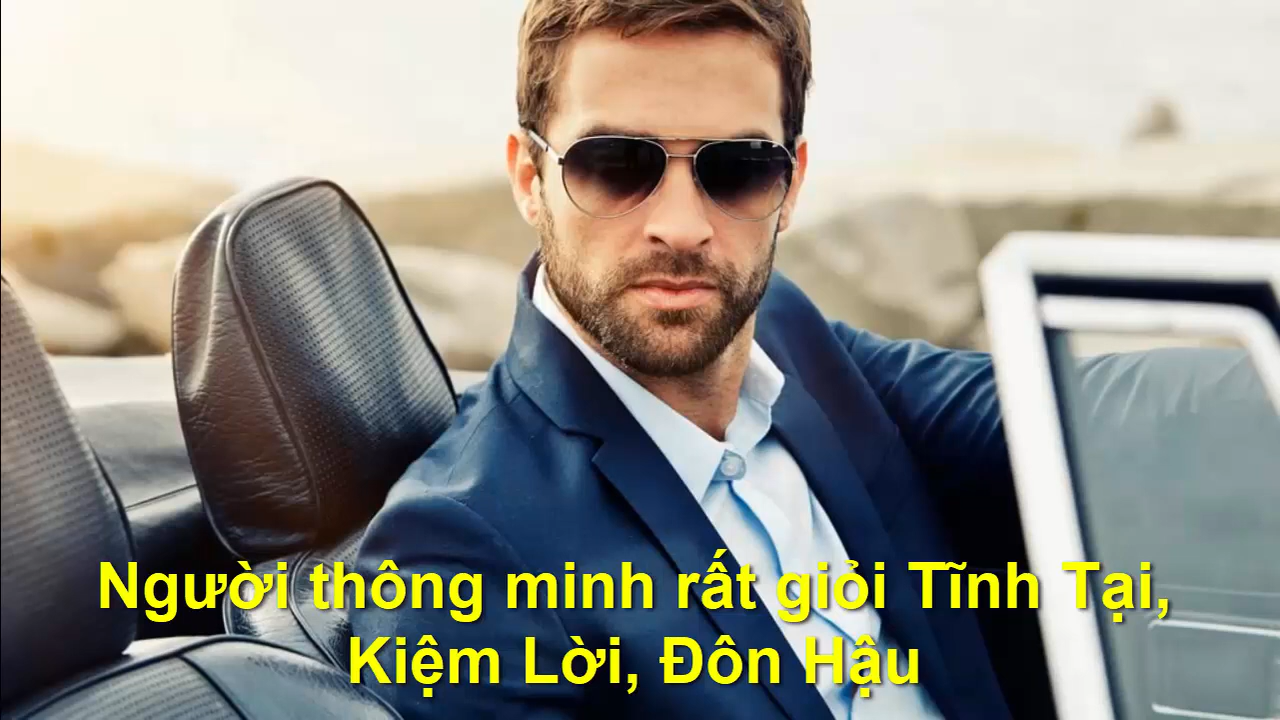 Người thông minh rất giỏi Tĩnh Tại,
Kiệm Lời, Đôn Hậu